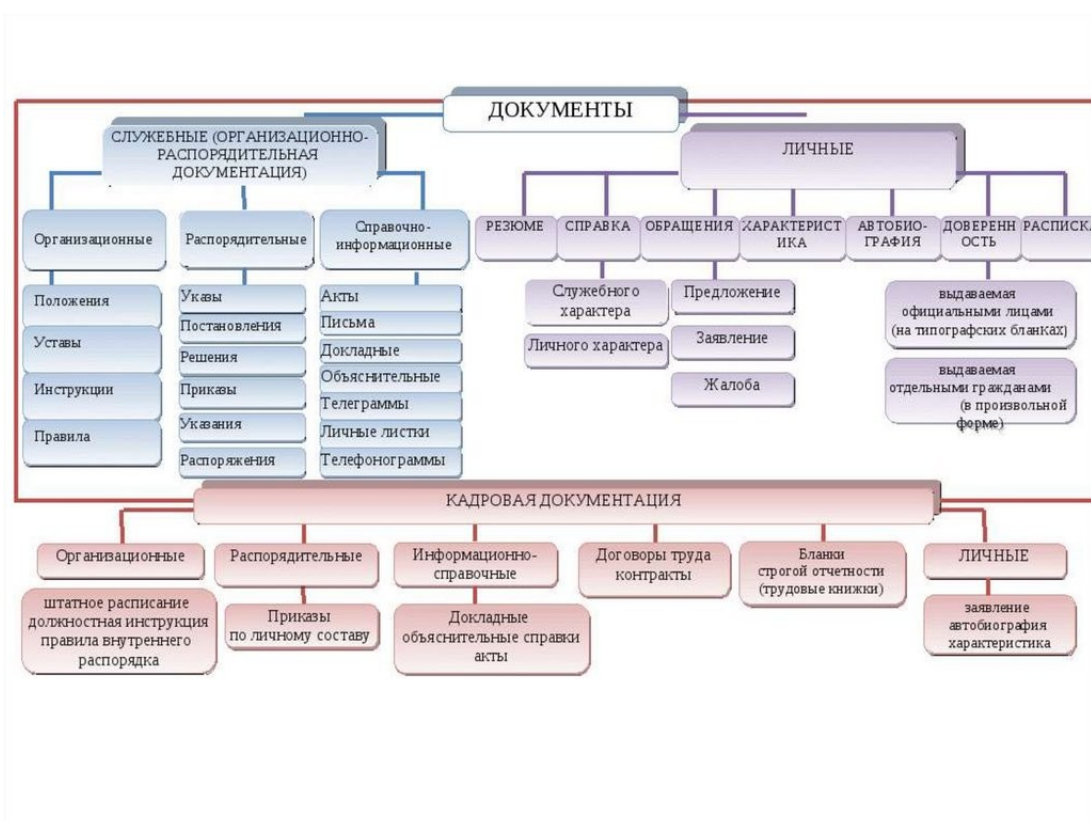 ДОКУМЕНТЫ
СЛУЖЕБНЫЕ (ОРГАНИЗАЦИОННО-
РАСПОРЯДИТЕЛЬНАЯ
ДОКУМЕНТАЦИЯ)
Организационные
Положения
Уставы
Инструкции
Правила
Распорядительные
Указы
Постановления
Решения
Приказы
Указания
Распоряжения
Справочно-
информационные
Акты
Письма
Докладные
Объяснительные
Телеграммы
Личные листки
Телефонограммы
ЛИЧНЫЕ
РЕЗЮМЕ
СПРАВКА
Служебного
характера
Личного характера
ОБРАЩЕНИЯ
Предложение
Заявление
Жалоба
ХАРАКТЕРИСТ
ИКА
АВТОБИО-
ГРАФИЯ
ДОВЕРЕНН
ОСТЬ
выдаваемая
официальными лицами
(на типографских бланках)
выдаваемая
отдельными гражданами
(в произвольной
форме)
РАСПИСКА
КАДРОВАЯ ДОКУМЕНТАЦИЯ
Организационные
штатное расписание
должностная инструкция
правила внутреннего
распорядка
Распорядительные
Приказы
по личному составу
Информационно-
справочные
Докладные
объяснительные справки
акты
Договоры труда
контракты
Бланки
строгой отчетности
(трудовые книжки)
ЛИЧНЫЕ
заявление
автобиография
характеристика